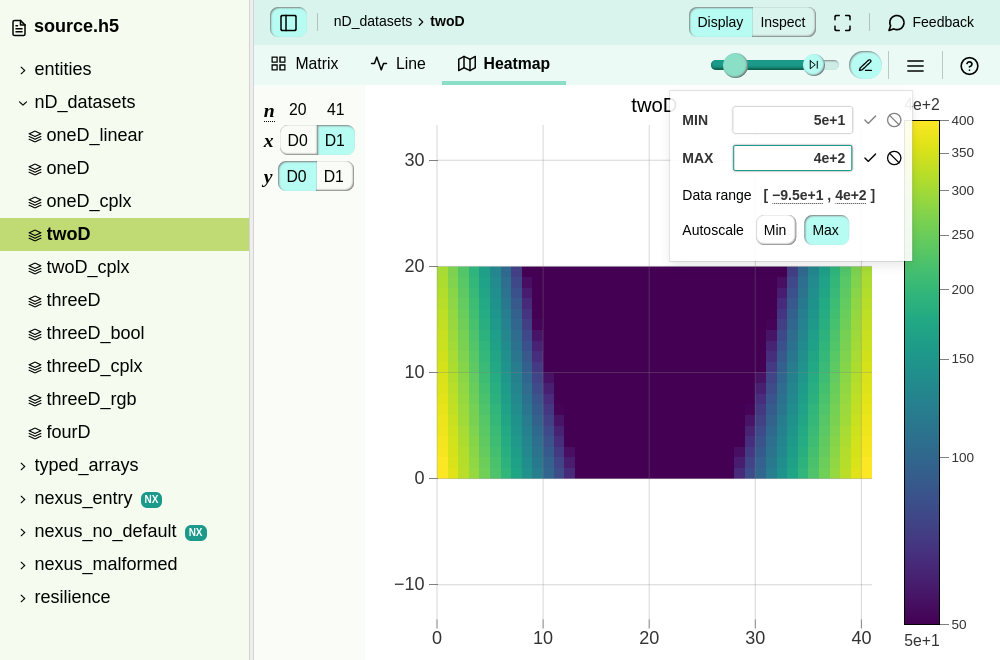 source.h5
entities
nD_datasets
oneD_linear
oneD
oneD_cplx
twoD
twoD_cplx
threeD
threeD_bool
threeD_cplx
threeD_rgb
fourD
typed_arrays
nexus_entry NX
nexus_no_default NX
nexus_malformed
resilience
nD_datasets › twoD
Display Inspect
Feedback
Matrix Line Heatmap
n 20 41
x D0 D1
y D0 D1
twoD
MIN 5e+1
MAX 4e+2
Data range [ −9.5e+1 , 4e+2 ]
Autoscale Min Max
30
20
10
0
−10
0 10 20 30 40
4e+2
400
350
300
250
200
150
100
50
5e+1